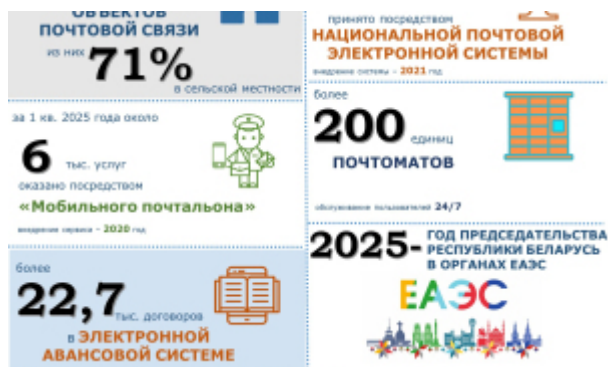 ОБЪЕКТОВ
ПОЧТОВОЙ СВЯЗИ
из них 71%
в сельской местности
за 1 кв. 2025 года около
6 тыс. услуг
оказано посредством
«Мобильного почтальона»
внедрение сервиса – 2020 год
более
22,7 тыс. договоров
в ЭЛЕКТРОННОЙ
АВАНСОВОЙ СИСТЕМЕ
принято посредством
НАЦИОНАЛЬНОЙ ПОЧТОВОЙ
ЭЛЕКТРОННОЙ СИСТЕМЫ
внедрение системы – 2021 год
более
200 единиц
ПОЧТОМАТОВ
обслуживание пользователей 24/7
2025- ГОД ПРЕДСЕДАТЕЛЬСТВА
РЕСПУБЛИКИ БЕЛАРУСЬ
В ОРГАНАХ ЕАЭС
ЕАЭС